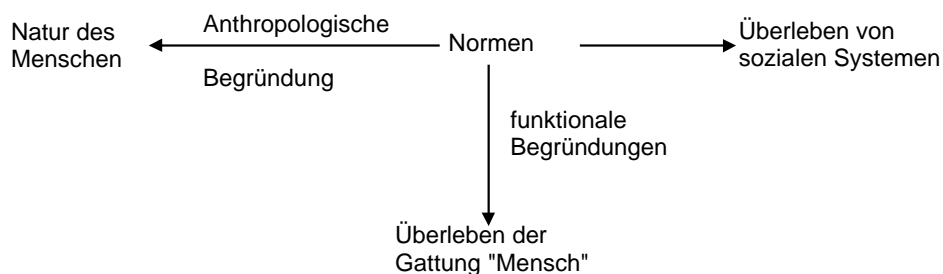 Natur des
Menschen
Anthropologische
Begründung
Normen
Überleben von
sozialen Systemen
funktionale
Begründungen
Überleben der
Gattung "Mensch"